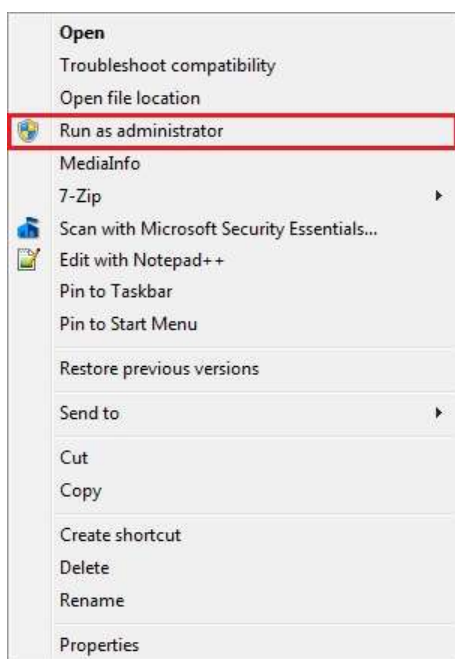 Open
Troubleshoot compatibility
Open file location
Run as administrator
MediaInfo
7-Zip
Scan with Microsoft Security Essentials...
Edit with Notepad++
Pin to Taskbar
Pin to Start Menu
Restore previous versions
Send to
Cut
Copy
Create shortcut
Delete
Rename
Properties